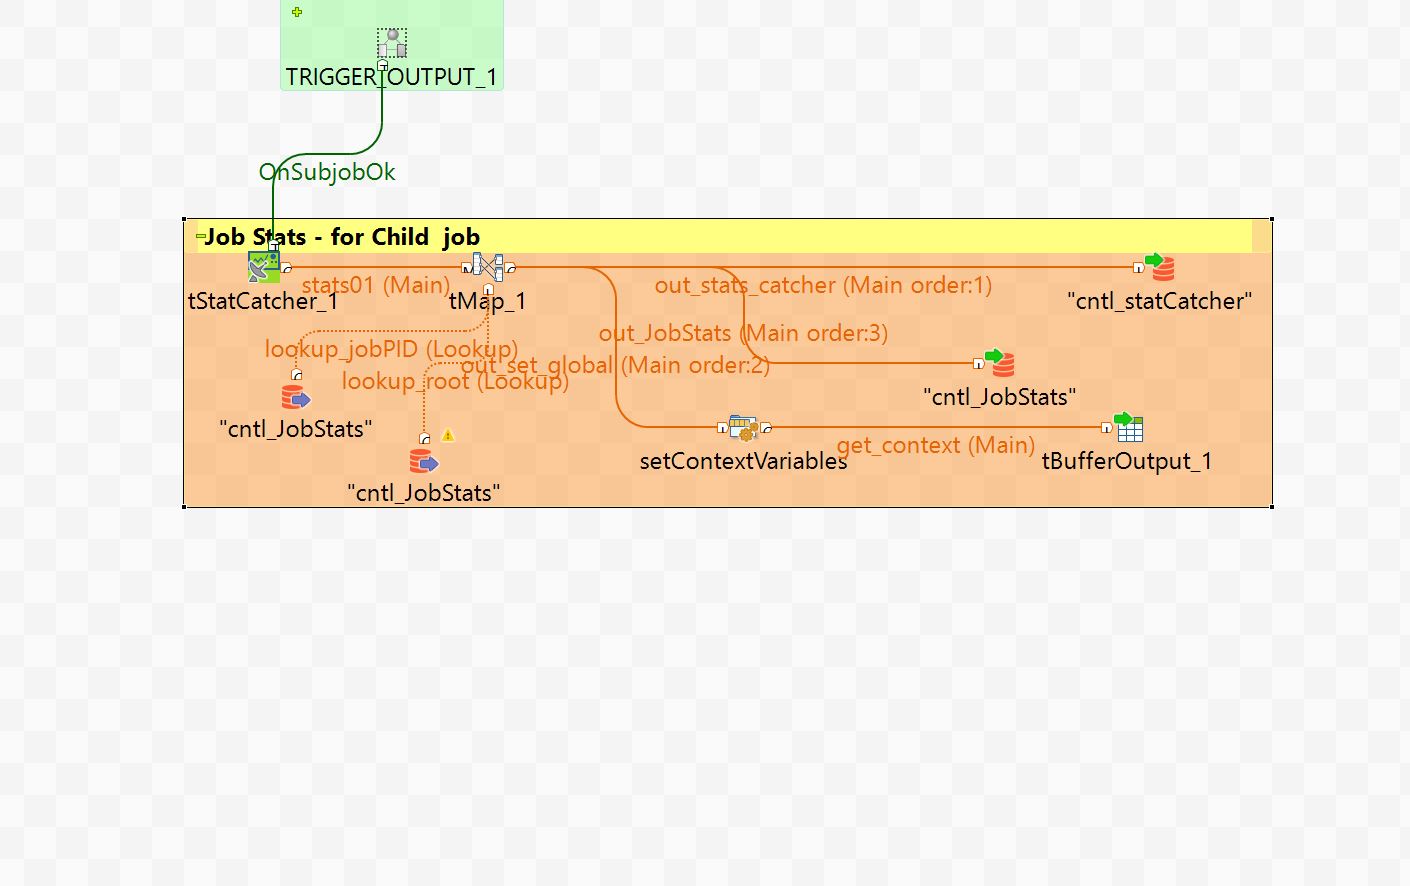 TRIGGER_OUTPUT_1
OnSubjobOk
Job Stats - for Child  job
stats01 (Main)
out_stats_catcher (Main order:1)
tStatCatcher_1
tMap_1
"cntl_statCatcher"
out_JobStats (Main order:3)
lookup_jobPID (Lookup)
out_set_global (Main order:2)
lookup_root (Lookup)
"cntl_JobStats"
"cntl_JobStats"
get_context (Main)
setContextVariables
tBufferOutput_1
"cntl_JobStats"